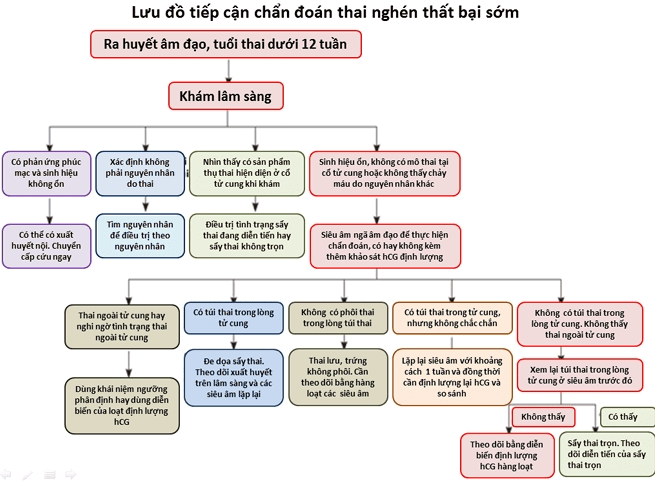 Lưu đồ tiếp cận chẩn đoán thai nghén thất bại sớm
Ra huyết âm đạo, tuổi thai dưới 12 tuần
Khám lâm sàng
Có phản ứng phúc
mạc và sinh hiệu
không ổn
Xác định không
phải nguyên nhân
do thai
Nhìn thấy có sản phẩm
thụ thai hiện diện ở cổ
tử cung khi khám
Sinh hiệu ổn, không có mô thai tại
cổ tử cung hoặc không thấy chảy
máu do nguyên nhân khác
Có thể có xuất
huyết nội. Chuyển
cấp cứu ngay
Tìm nguyên nhân
để điều trị theo
nguyên nhân
Điều trị tình trạng sẩy
thai đang diễn tiến hay
sẩy thai không trọn
Siêu âm ngã âm đạo để thực hiện
chẩn đoán, có hay không kèm
thêm khảo sát hCG định lượng
Thai ngoài tử cung hay
nghi ngờ tình trạng thai
ngoài tử cung
Có túi thai trong lòng
tử cung
Không có phôi thai
trong lòng túi thai
Có túi thai trong tử cung,
nhưng không chắc chắn
Không có túi thai trong
lòng tử cung. Không thấy
thai ngoài tử cung
Dùng khái niệm ngưỡng
phân định hay dùng diễn
biến của loạt định lượng
hCG
Đe dọa sẩy thai.
Theo dõi xuất huyết
trên lâm sàng và các
siêu âm lặp lại
Thai lưu, trứng
không phôi. Cần
theo dõi bằng hàng
loạt các siêu âm
Lặp lại siêu âm với khoảng
cách 1 tuần và đồng thời
cần định lượng lại hCG và
so sánh
Xem lại túi thai trong lòng
tử cung ở siêu âm trước đó
Không thấy
Có thấy
Theo dõi bằng diễn
biến định lượng
hCG hàng loạt
Sẩy thai trọn. Theo
dõi diễn tiến của sẩy
thai trọn